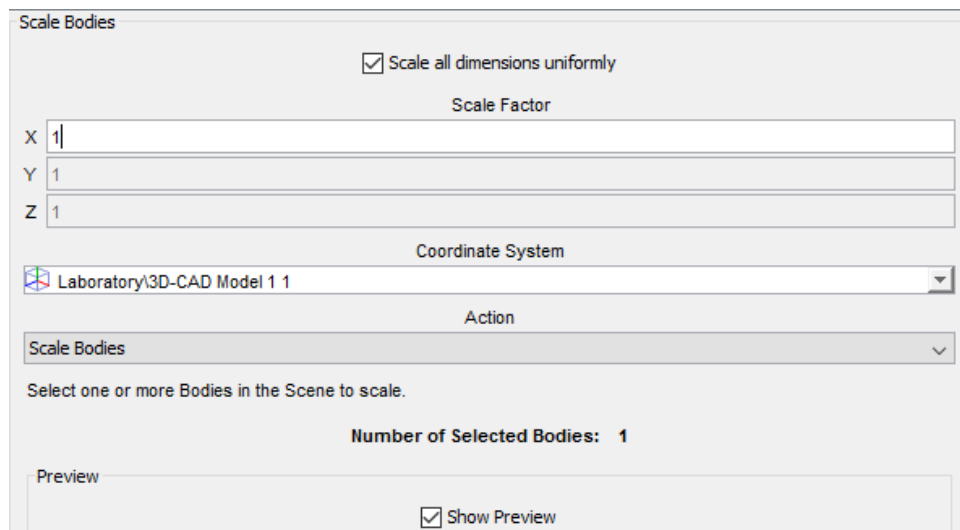 Scale Bodies
Scale all dimensions uniformly
Scale Factor
X 1
Y 1
Z 1
Coordinate System
Laboratory\3D-CAD Model 1 1
Action
Scale Bodies
Select one or more Bodies in the Scene to scale.
Number of Selected Bodies: 1
Preview
Show Preview